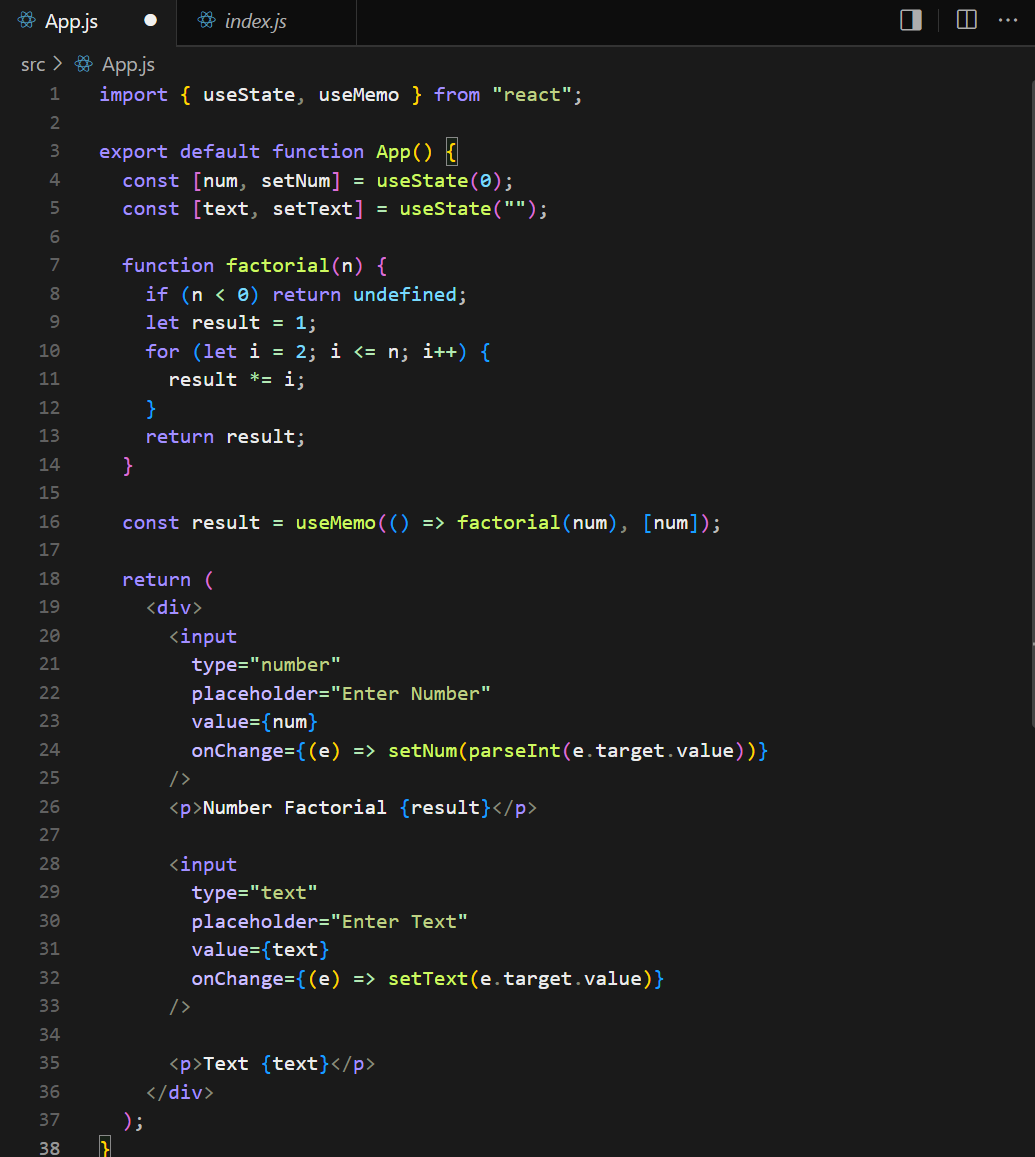 App.js
index.js
src > App.js
1 import { useState, useMemo } from "react";
2
3 export default function App() {
4   const [num, setNum] = useState(0);
5   const [text, setText] = useState("");
6
7   function factorial(n) {
8     if (n < 0) return undefined;
9     let result = 1;
10     for (let i = 2; i <= n; i++) {
11       result *= i;
12     }
13     return result;
14   }
15
16   const result = useMemo(() => factorial(num), [num]);
17
18   return (
19     <div>
20       <input
21         type="number"
22         placeholder="Enter Number"
23         value={num}
24         onChange={(e) => setNum(parseInt(e.target.value))}
25       />
26       <p>Number Factorial {result}</p>
27
28       <input
29         type="text"
30         placeholder="Enter Text"
31         value={text}
32         onChange={(e) => setText(e.target.value)}
33       />
34
35       <p>Text {text}</p>
36     </div>
37   );
38 }